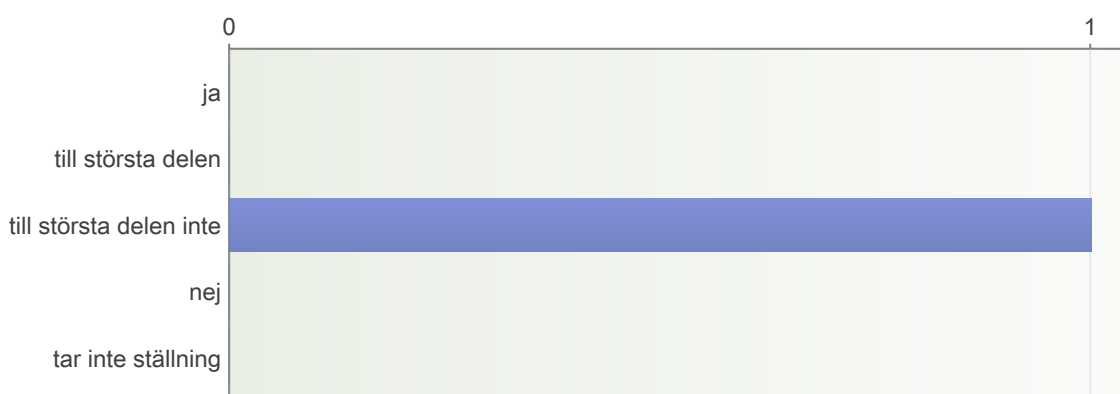 0 1
ja
till största delen
till största delen inte
nej
tar inte ställning